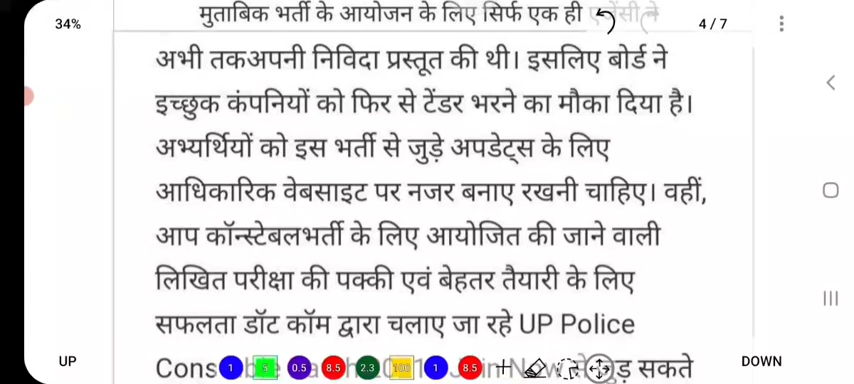 34%
मुताबिक भर्ती के आयोजन के लिए सिर्फ एक ही
4 / 7
अभी तकअपनी निविदा प्रस्तूत की थी। इसलिए बोर्ड ने
इच्छुक कंपनियों को फिर से टेंडर भरने का मौका दिया है।
अभ्यर्थियों को इस भर्ती से जुड़े अपडेट्स के लिए
आधिकारिक वेबसाइट पर नजर बनाए रखनी चाहिए। वहीं,
आप कॉन्स्टेबलभर्ती के लिए आयोजित की जाने वाली
लिखित परीक्षा की पक्की एवं बेहतर तैयारी के लिए
सफलता डॉट कॉम द्वारा चलाए जा रहे UP Police
UP
1 5 0.5 8.5 2.3 100 1 8.5
सकते
DOWN